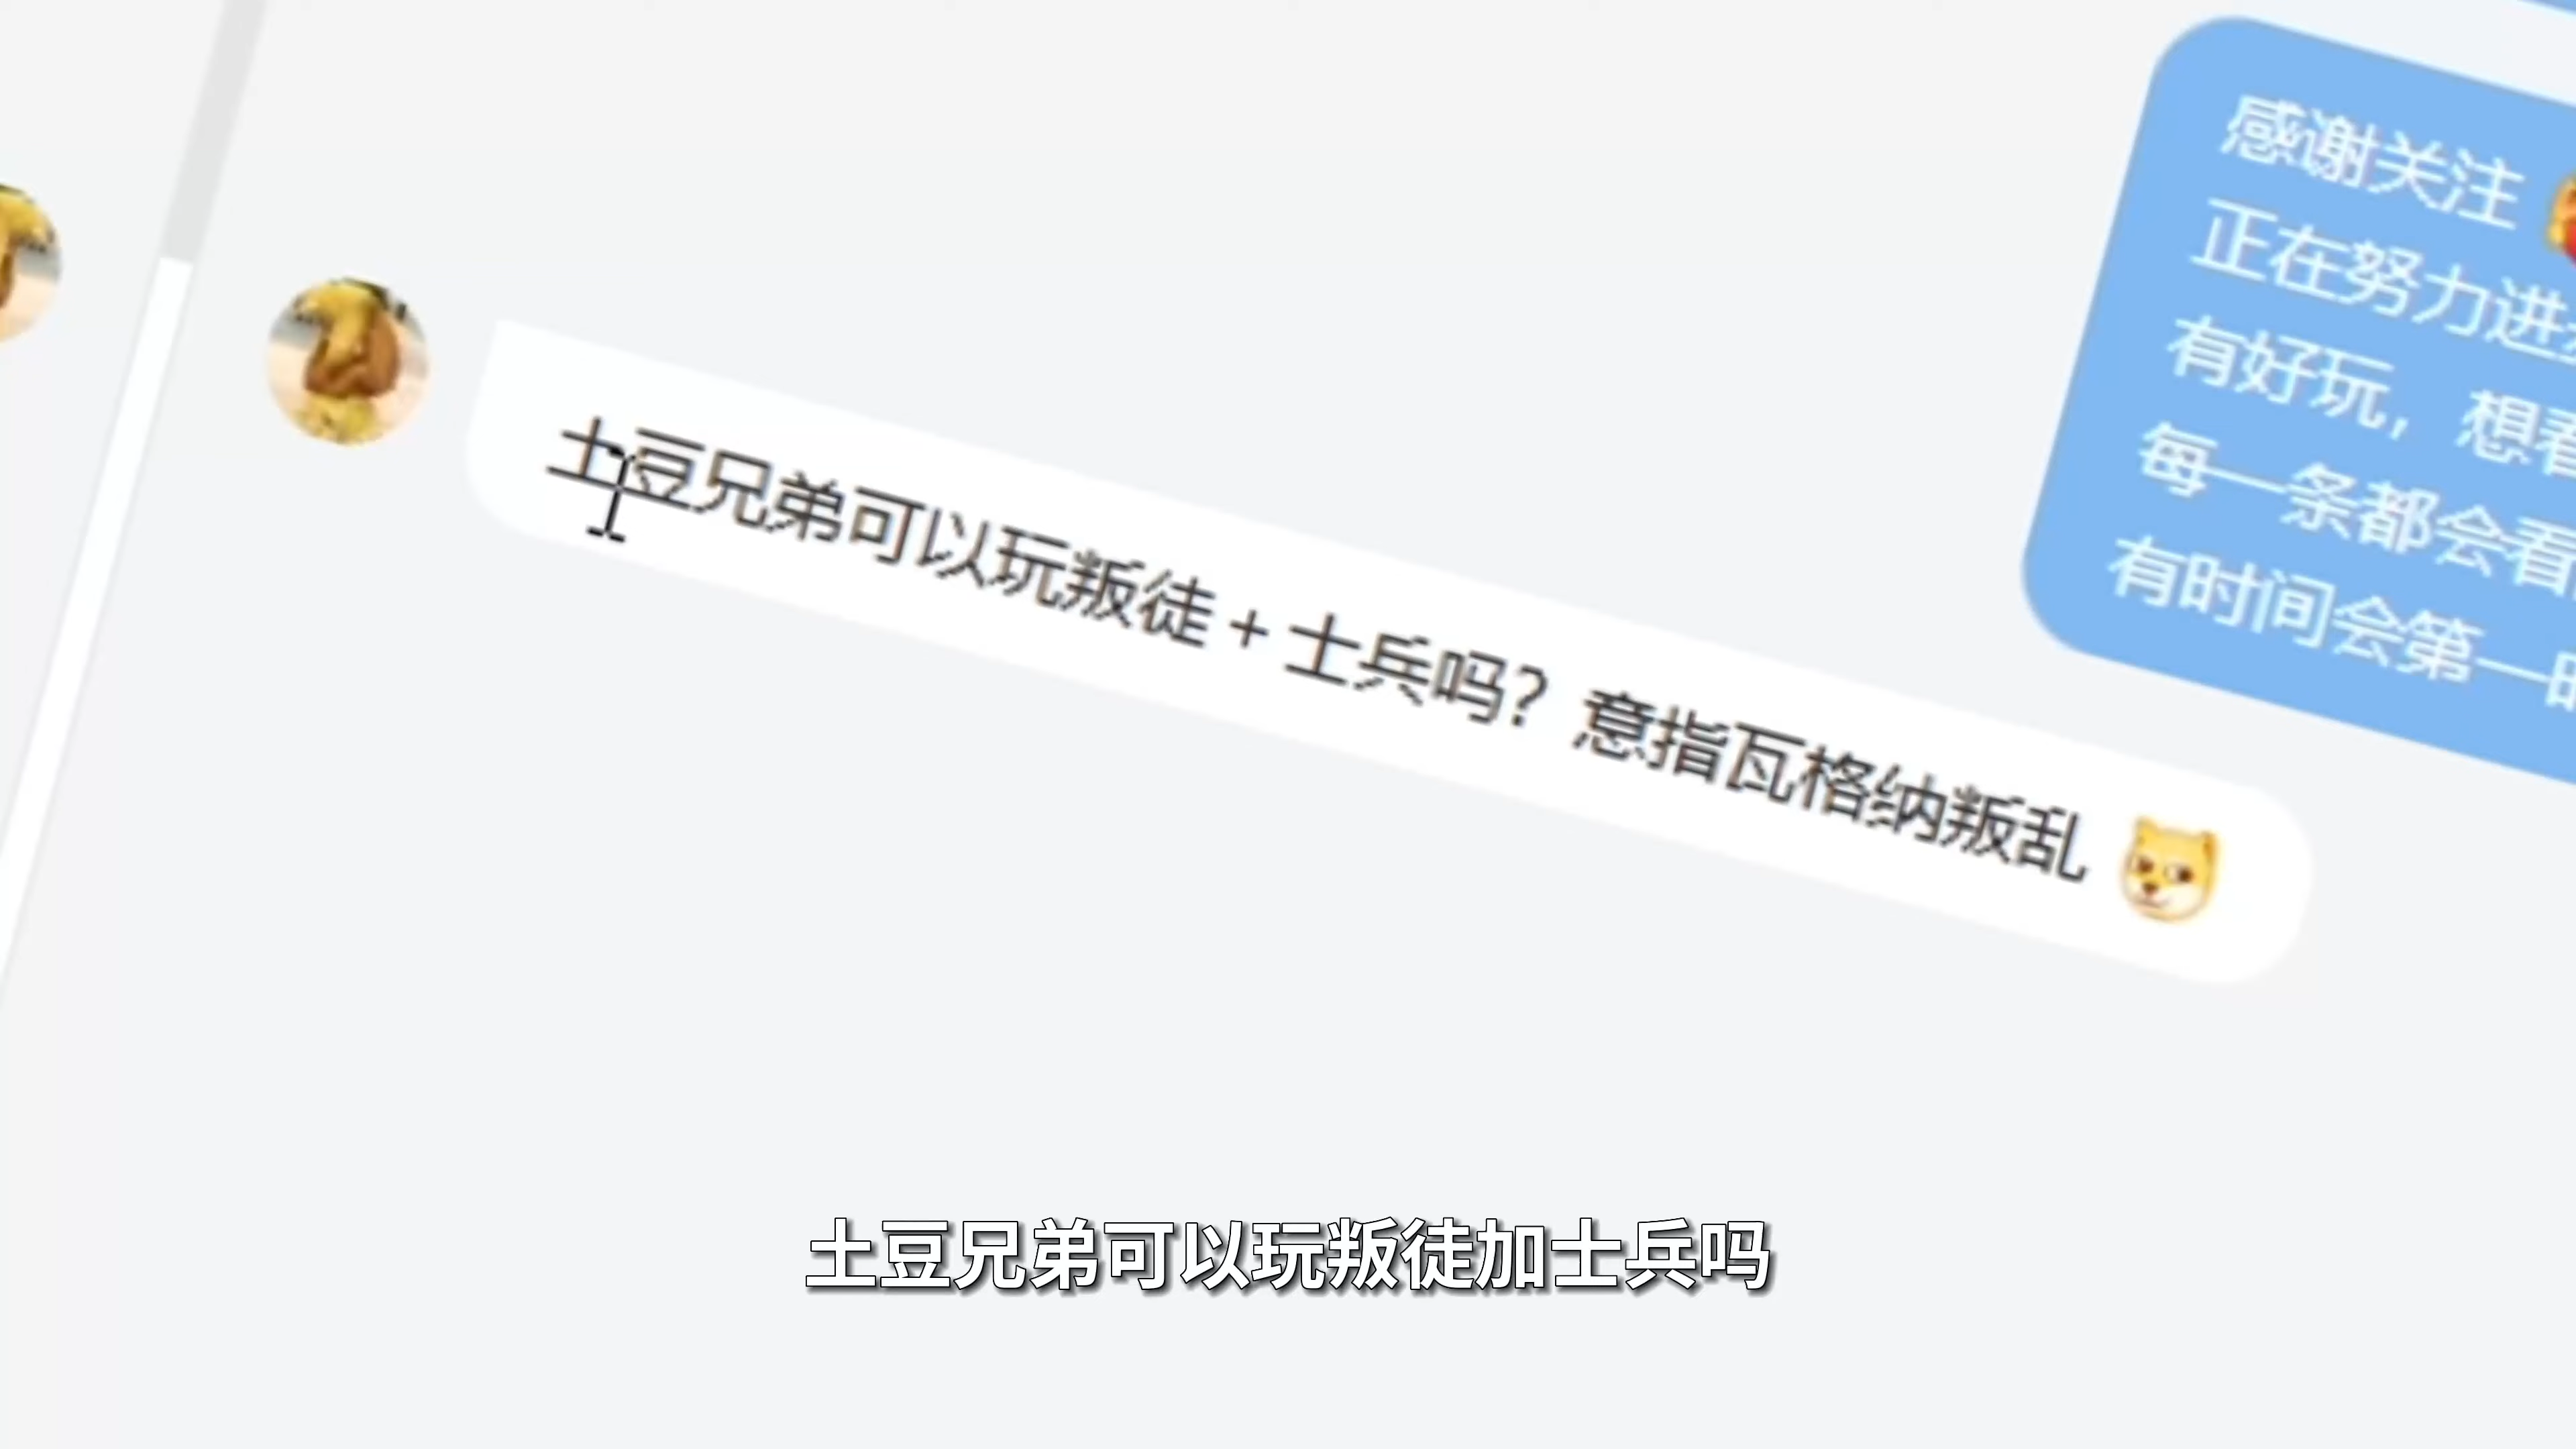 感谢关注
正在努力进
有好玩，想看
每一条都会看
有时间会第一时
土豆兄弟可以玩叛徒+士兵吗？意指瓦格纳叛乱
土豆兄弟可以玩叛徒加士兵吗